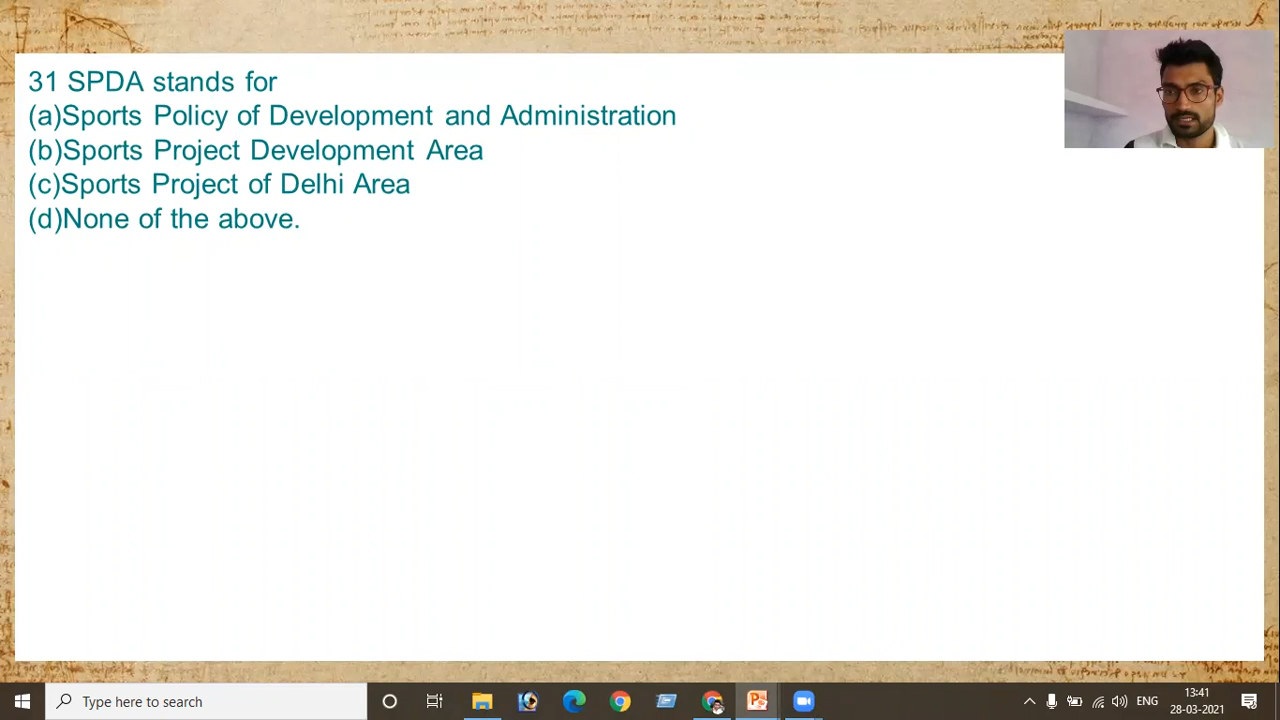 31 SPDA stands for
(a)Sports Policy of Development and Administration
(b)Sports Project Development Area
(c)Sports Project of Delhi Area
(d)None of the above.
Type here to search
ENG
13:41
28-03-2021